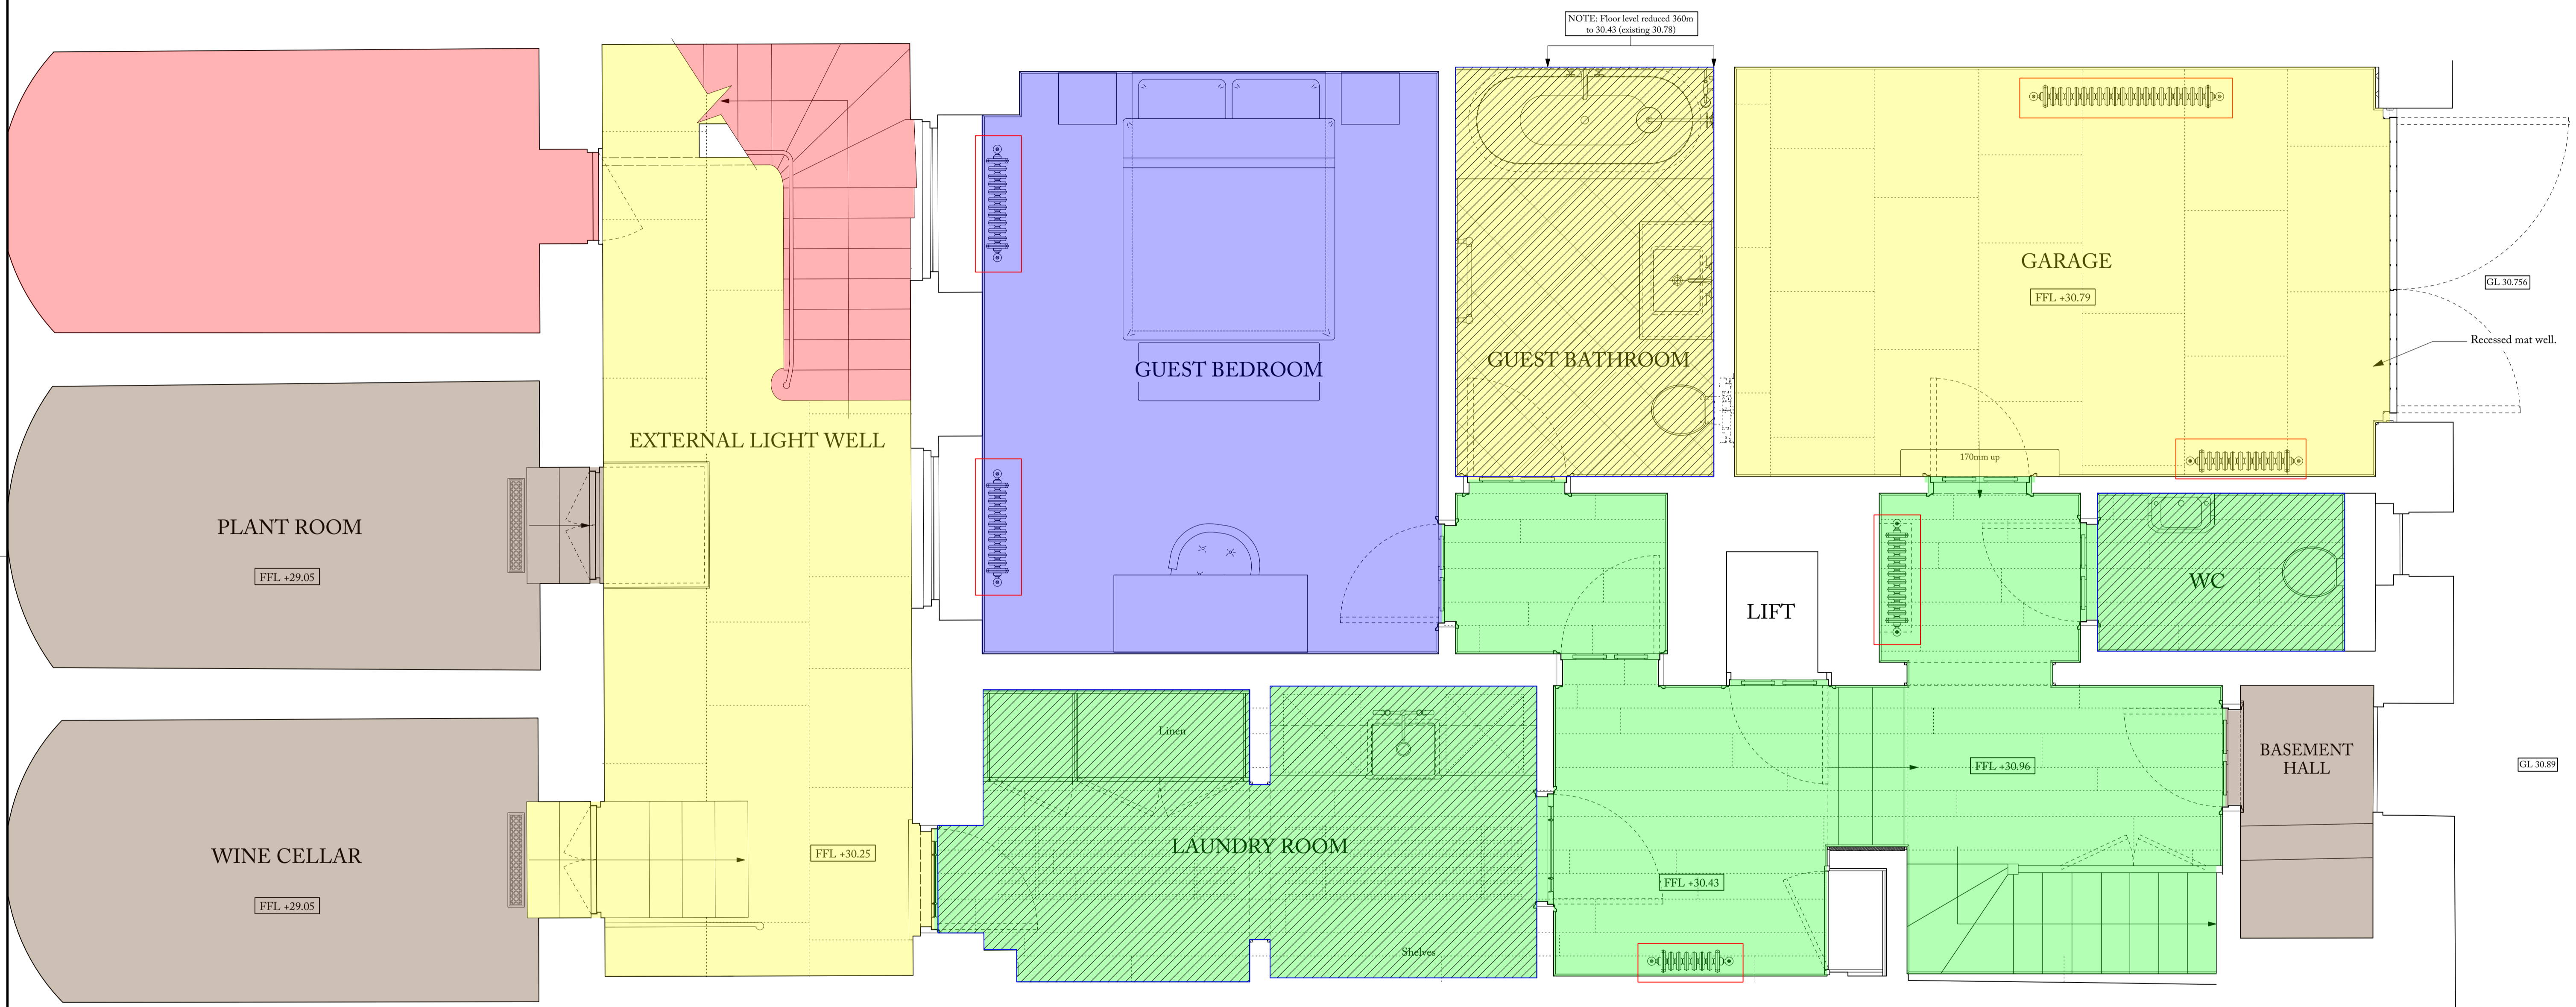 NOTE: Floor level reduced 360m
to 30.43 (existing 30.78)
GARAGE
FFL +30.79
GL 30.756
Recessed mat well.
GUEST BATHROOM
GUEST BEDROOM
EXTERNAL LIGHT WELL
170mm up
PLANT ROOM
FFL +29.05
WC
LIFT
Linen
BASEMENT
HALL
FFL +30.96
GL 30.89
LAUNDRY ROOM
WINE CELLAR
FFL +30.25
FFL +30.43
FFL +29.05
Shelves